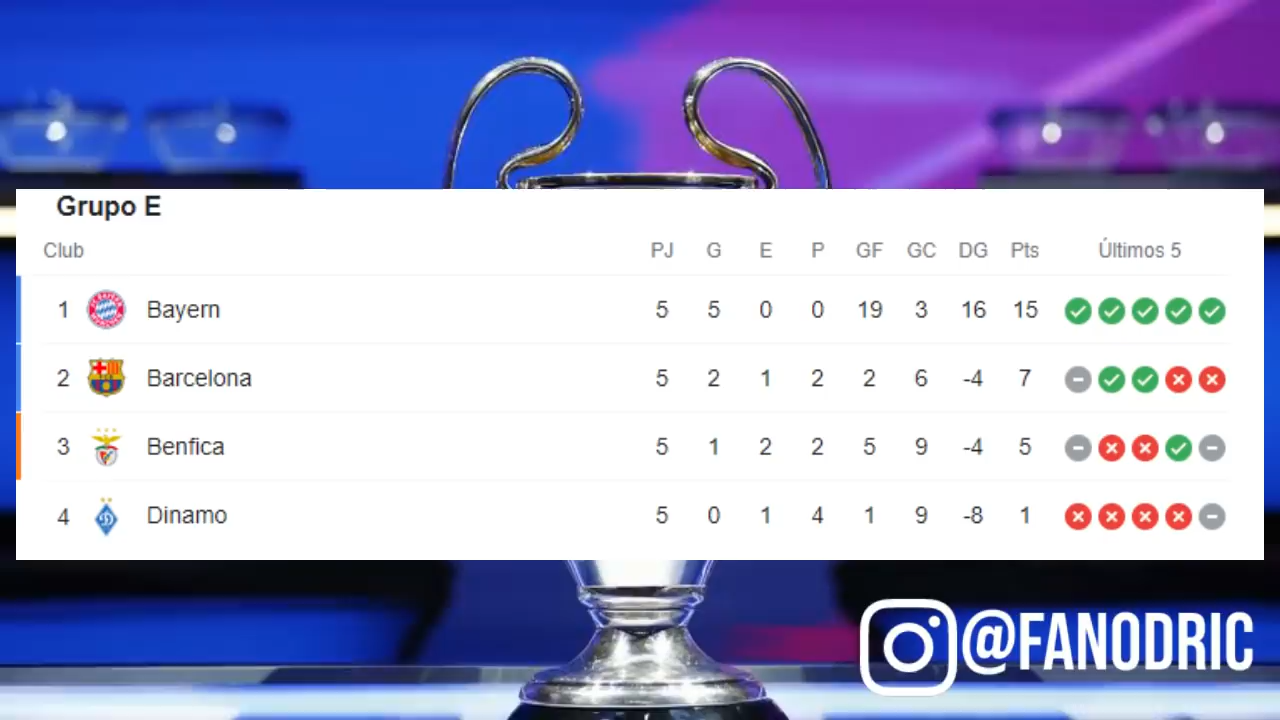 Grupo E
Club PJ G E P GF GC DG Pts Últimos 5
1 Bayern 5 5 0 0 19 3 16 15
2 Barcelona 5 2 1 2 2 6 -4 7
3 Benfica 5 1 2 2 5 9 -4 5
4 Dinamo 5 0 1 4 1 9 -8 1
@FANODRIC